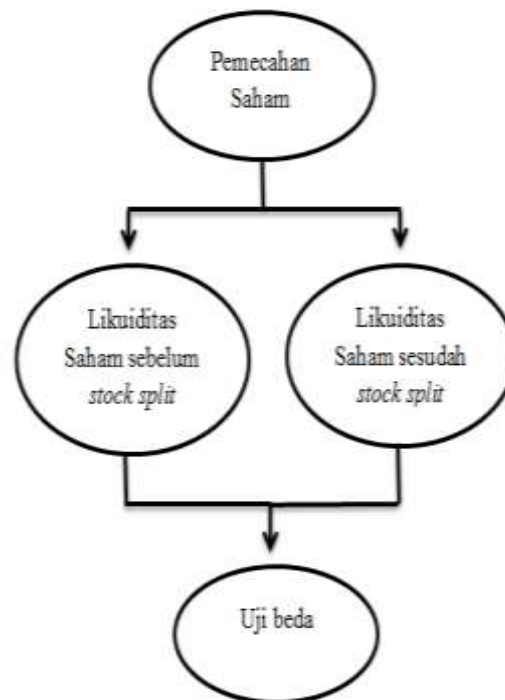 Pemecahan
Saham
Likuiditas
Saham sebelum
stock split
Likuiditas
Saham sesudah
stock split
Uji beda